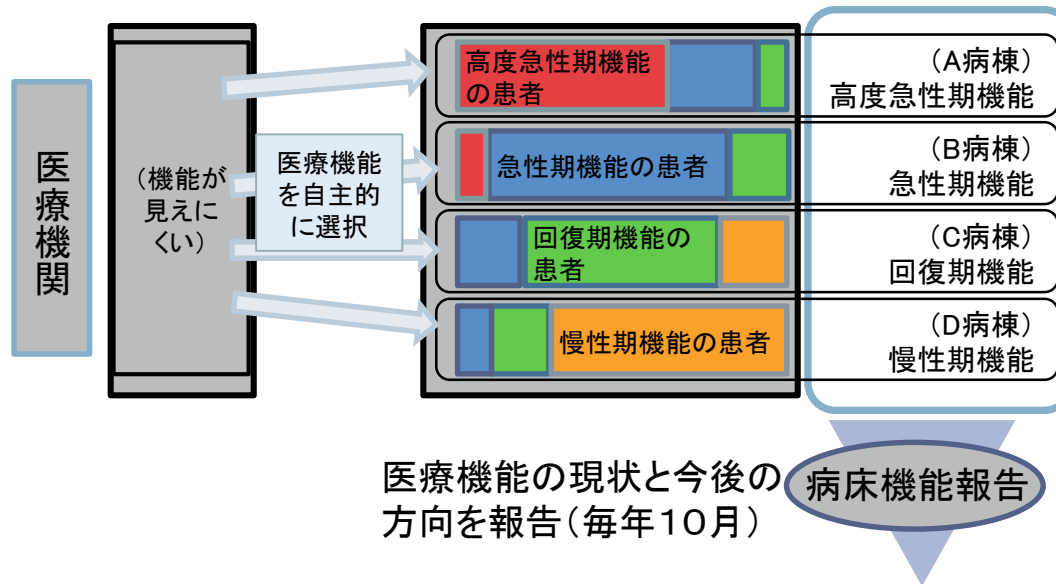 医療機関
(機能が
見えに
くい)
医療機能
を自主的
に選択
高度急性期機能
の患者
急性期機能の患者
回復期機能の
患者
慢性期機能の患者
(A病棟)
高度急性期機能
(B病棟)
急性期機能
(C病棟)
回復期機能
(D病棟)
慢性期機能
医療機能の現状と今後の
方向を報告(毎年10月)
病床機能報告